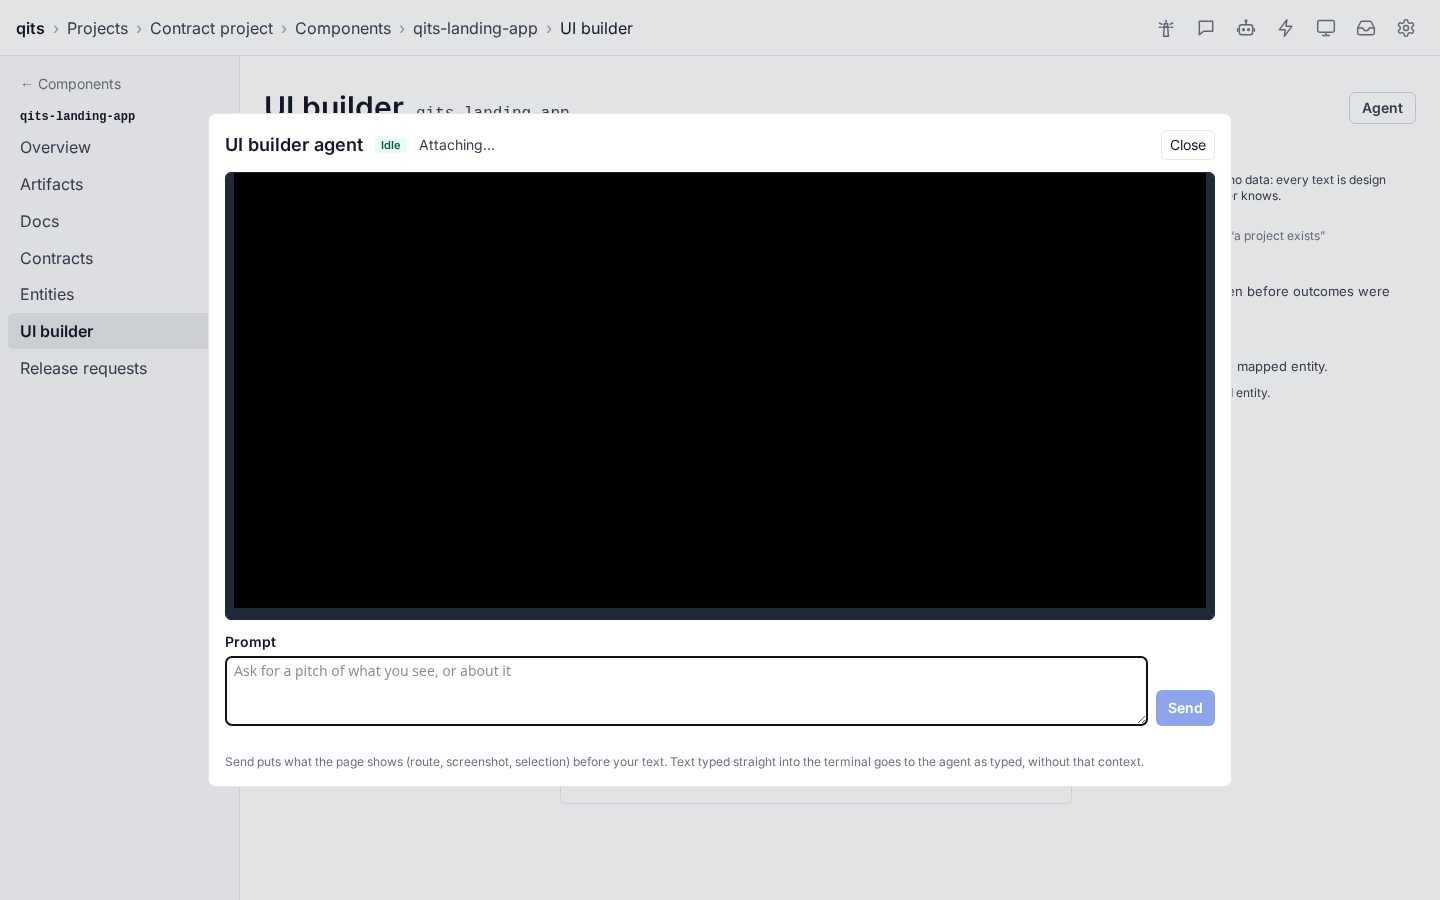 qits › Projects › Contract project › Components › qits-landing-app › UI builder
← Components
qits-landing-app
Overview
Artifacts
Docs
Contracts
Entities
UI builder
Release requests
UI builder qits-landing-app
Agent
no data: every text is design
knows.
"a project exists"
before outcomes were
mapped entity.
entity.
UI builder agent Idle Attaching...
Close
Prompt
Ask for a pitch of what you see, or about it
Send
Send puts what the page shows (route, screenshot, selection) before your text. Text typed straight into the terminal goes to the agent as typed, without that context.